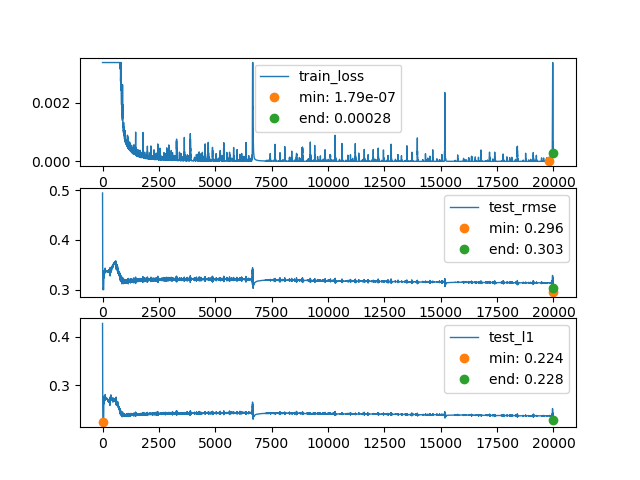 train_loss
min: 1.79e-07
end: 0.00028
0.002
0.000
0 2500 5000 7500 10000 12500 15000 17500 20000
0.5
0.4
0.3
test_rmse
min: 0.296
end: 0.303
0 2500 5000 7500 10000 12500 15000 17500 20000
0.4
0.3
test_l1
min: 0.224
end: 0.228
0 2500 5000 7500 10000 12500 15000 17500 20000